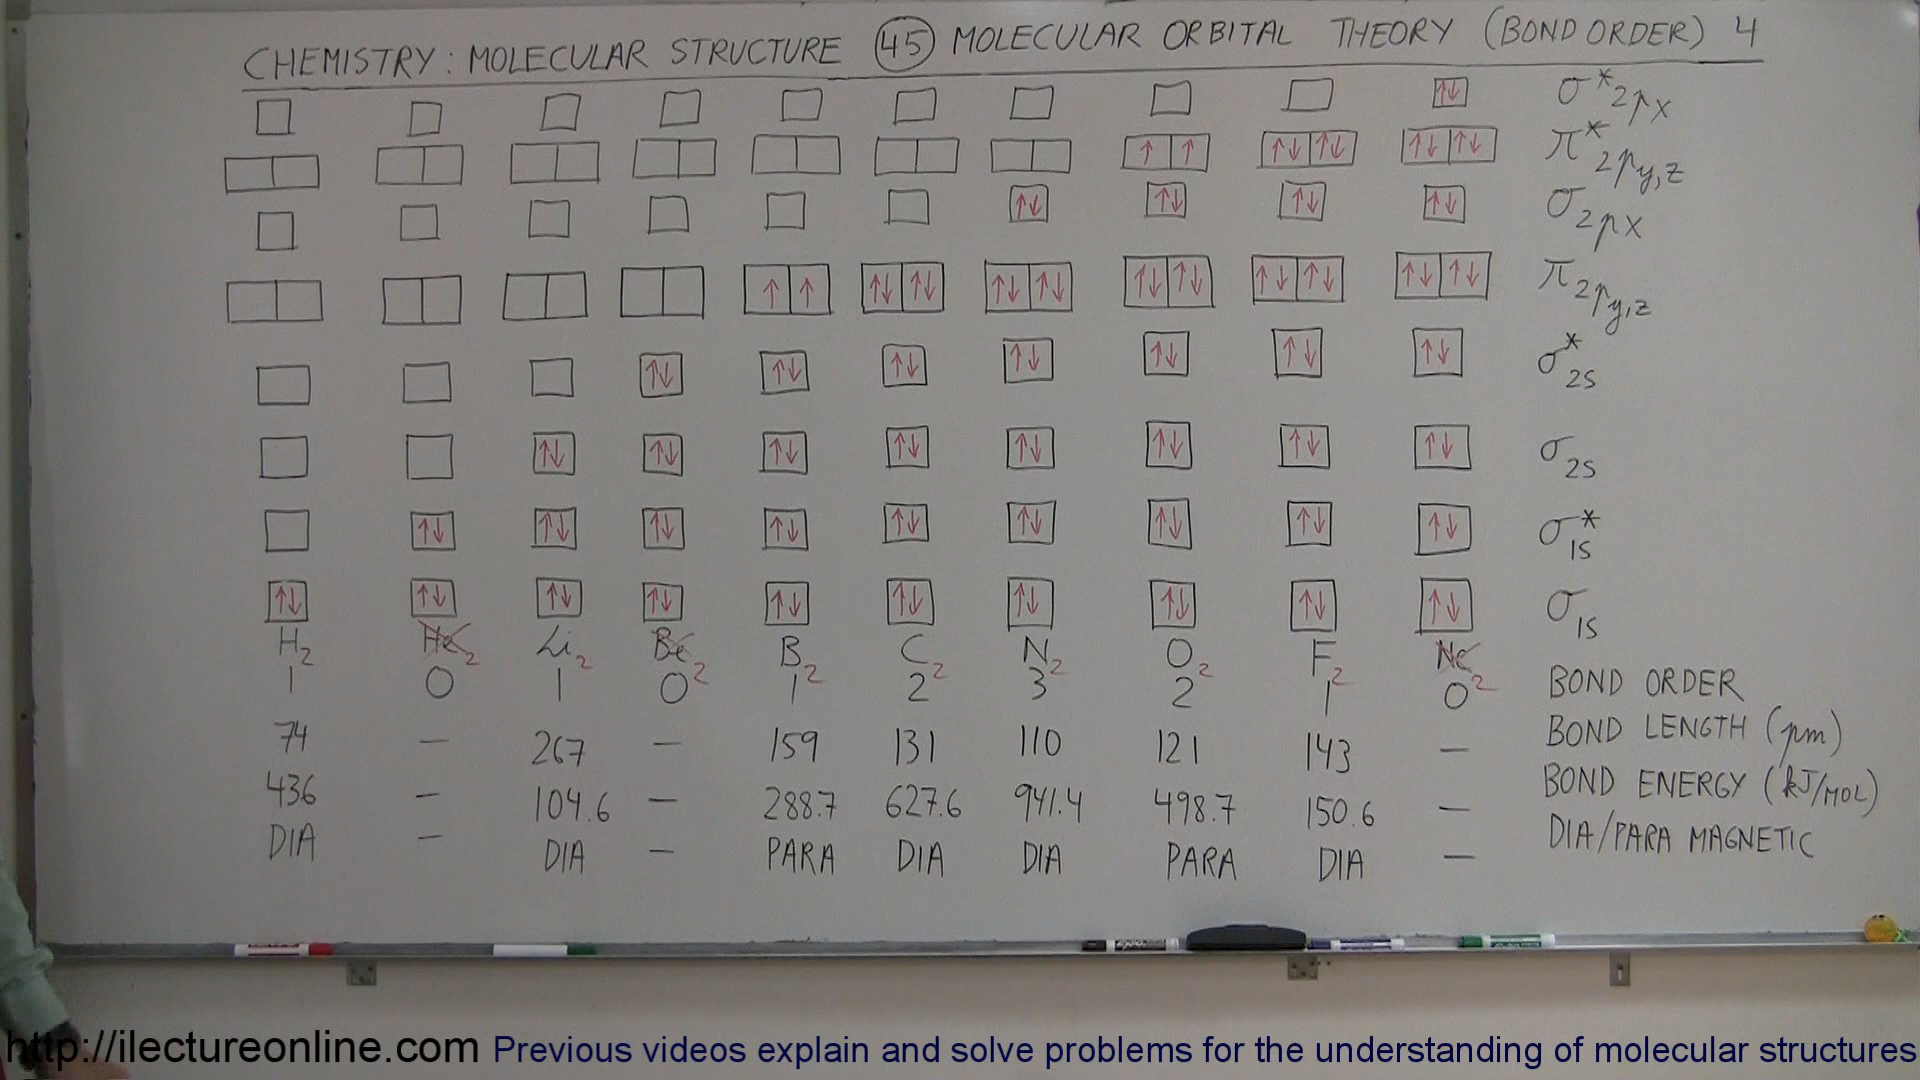 CHEMISTRY: MOLECULAR STRUCTURE 45 MOLECULAR ORBITAL THEORY (BOND ORDER) 4
↑↓ σ*2px
↑ ↑ ↑↓ ↑↓ ↑↓ ↑↓ π*2py,z
↑↓ ↑↓ ↑↓ ↑↓ σ2px
↑ ↑ ↑↓ ↑↓ ↑↓ ↑↓ ↑↓ ↑↓ ↑↓ ↑↓ ↑↓ ↑↓ π2py,z
↑↓ ↑↓ ↑↓ ↑↓ ↑↓ ↑↓ ↑↓ σ*2s
↑↓ ↑↓ ↑↓ ↑↓ ↑↓ ↑↓ ↑↓ ↑↓ σ2s
↑↓ ↑↓ ↑↓ ↑↓ ↑↓ ↑↓ ↑↓ ↑↓ ↑↓ σ*1s
↑↓ ↑↓ ↑↓ ↑↓ ↑↓ ↑↓ ↑↓ ↑↓ ↑↓ ↑↓ σ1s
H2 He2 Li2 Be2 B2 C2 N2 O2 F2 Ne2
1 0 1 0 1 2 3 2 1 0 BOND ORDER
74 – 267 – 159 131 110 121 143 – BOND LENGTH (pm)
436 – 104.6 – 288.7 627.6 941.4 498.7 150.6 – BOND ENERGY (kJ/MOL)
DIA – DIA – PARA DIA DIA PARA DIA – DIA/PARA MAGNETIC
http://ilectureonline.com Previous videos explain and solve problems for the understanding of molecular structures